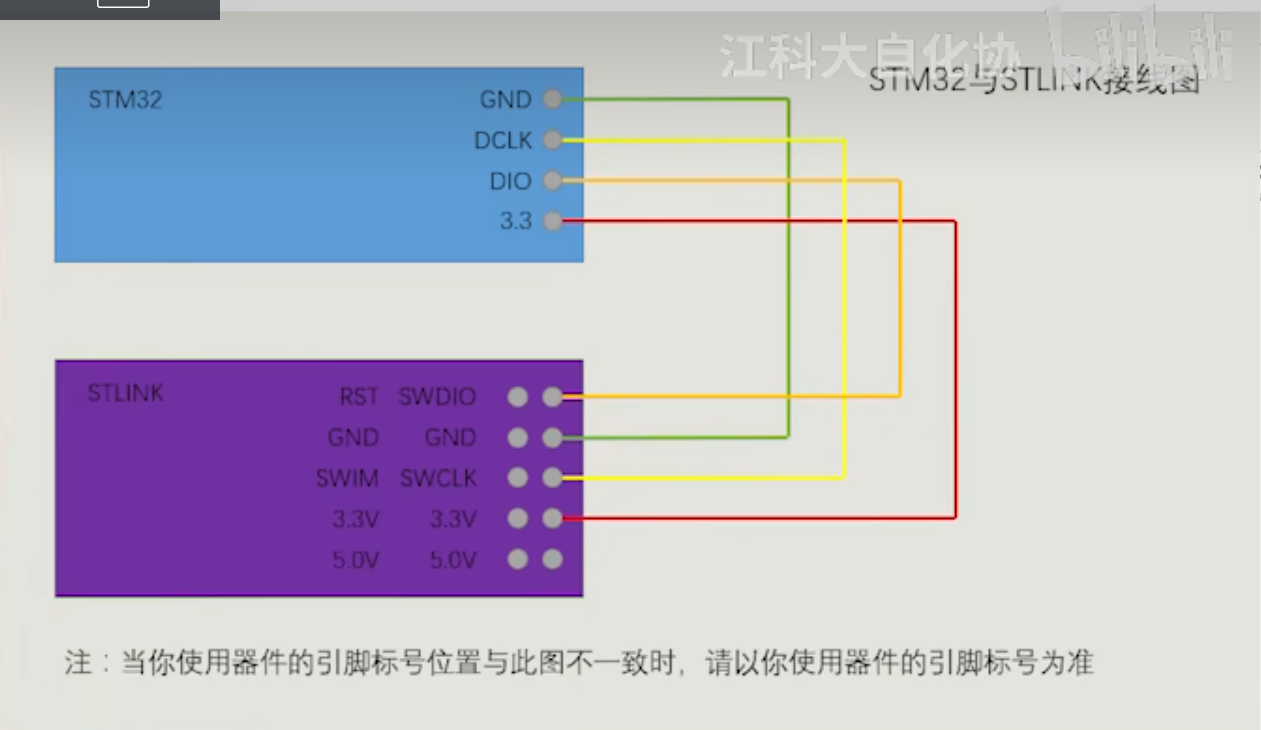 江科大自化协 bilibili
STM32与STLINK接线图
STM32
GND
DCLK
DIO
3.3
STLINK
RST SWDIO
GND GND
SWIM SWCLK
3.3V 3.3V
5.0V 5.0V
注：当你使用器件的引脚标号位置与此图不一致时，请以你使用器件的引脚标号为准